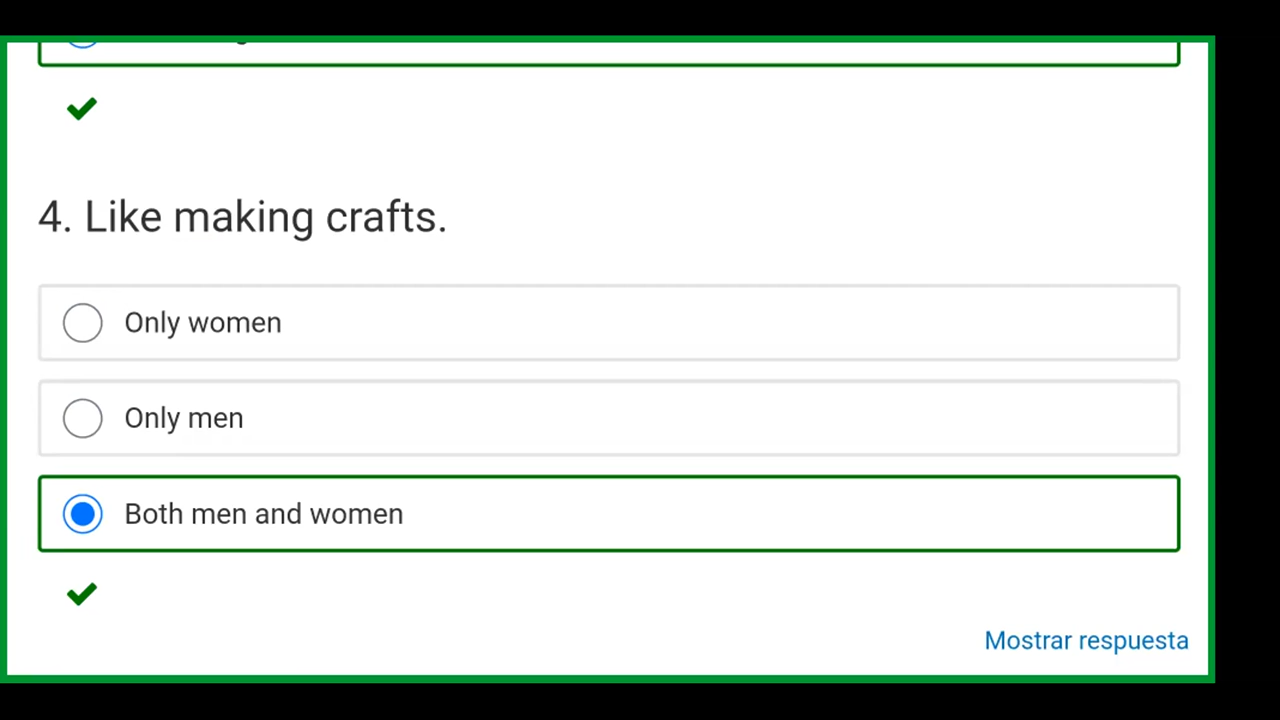 4. Like making crafts.
Only women
Only men
Both men and women
Mostrar respuesta